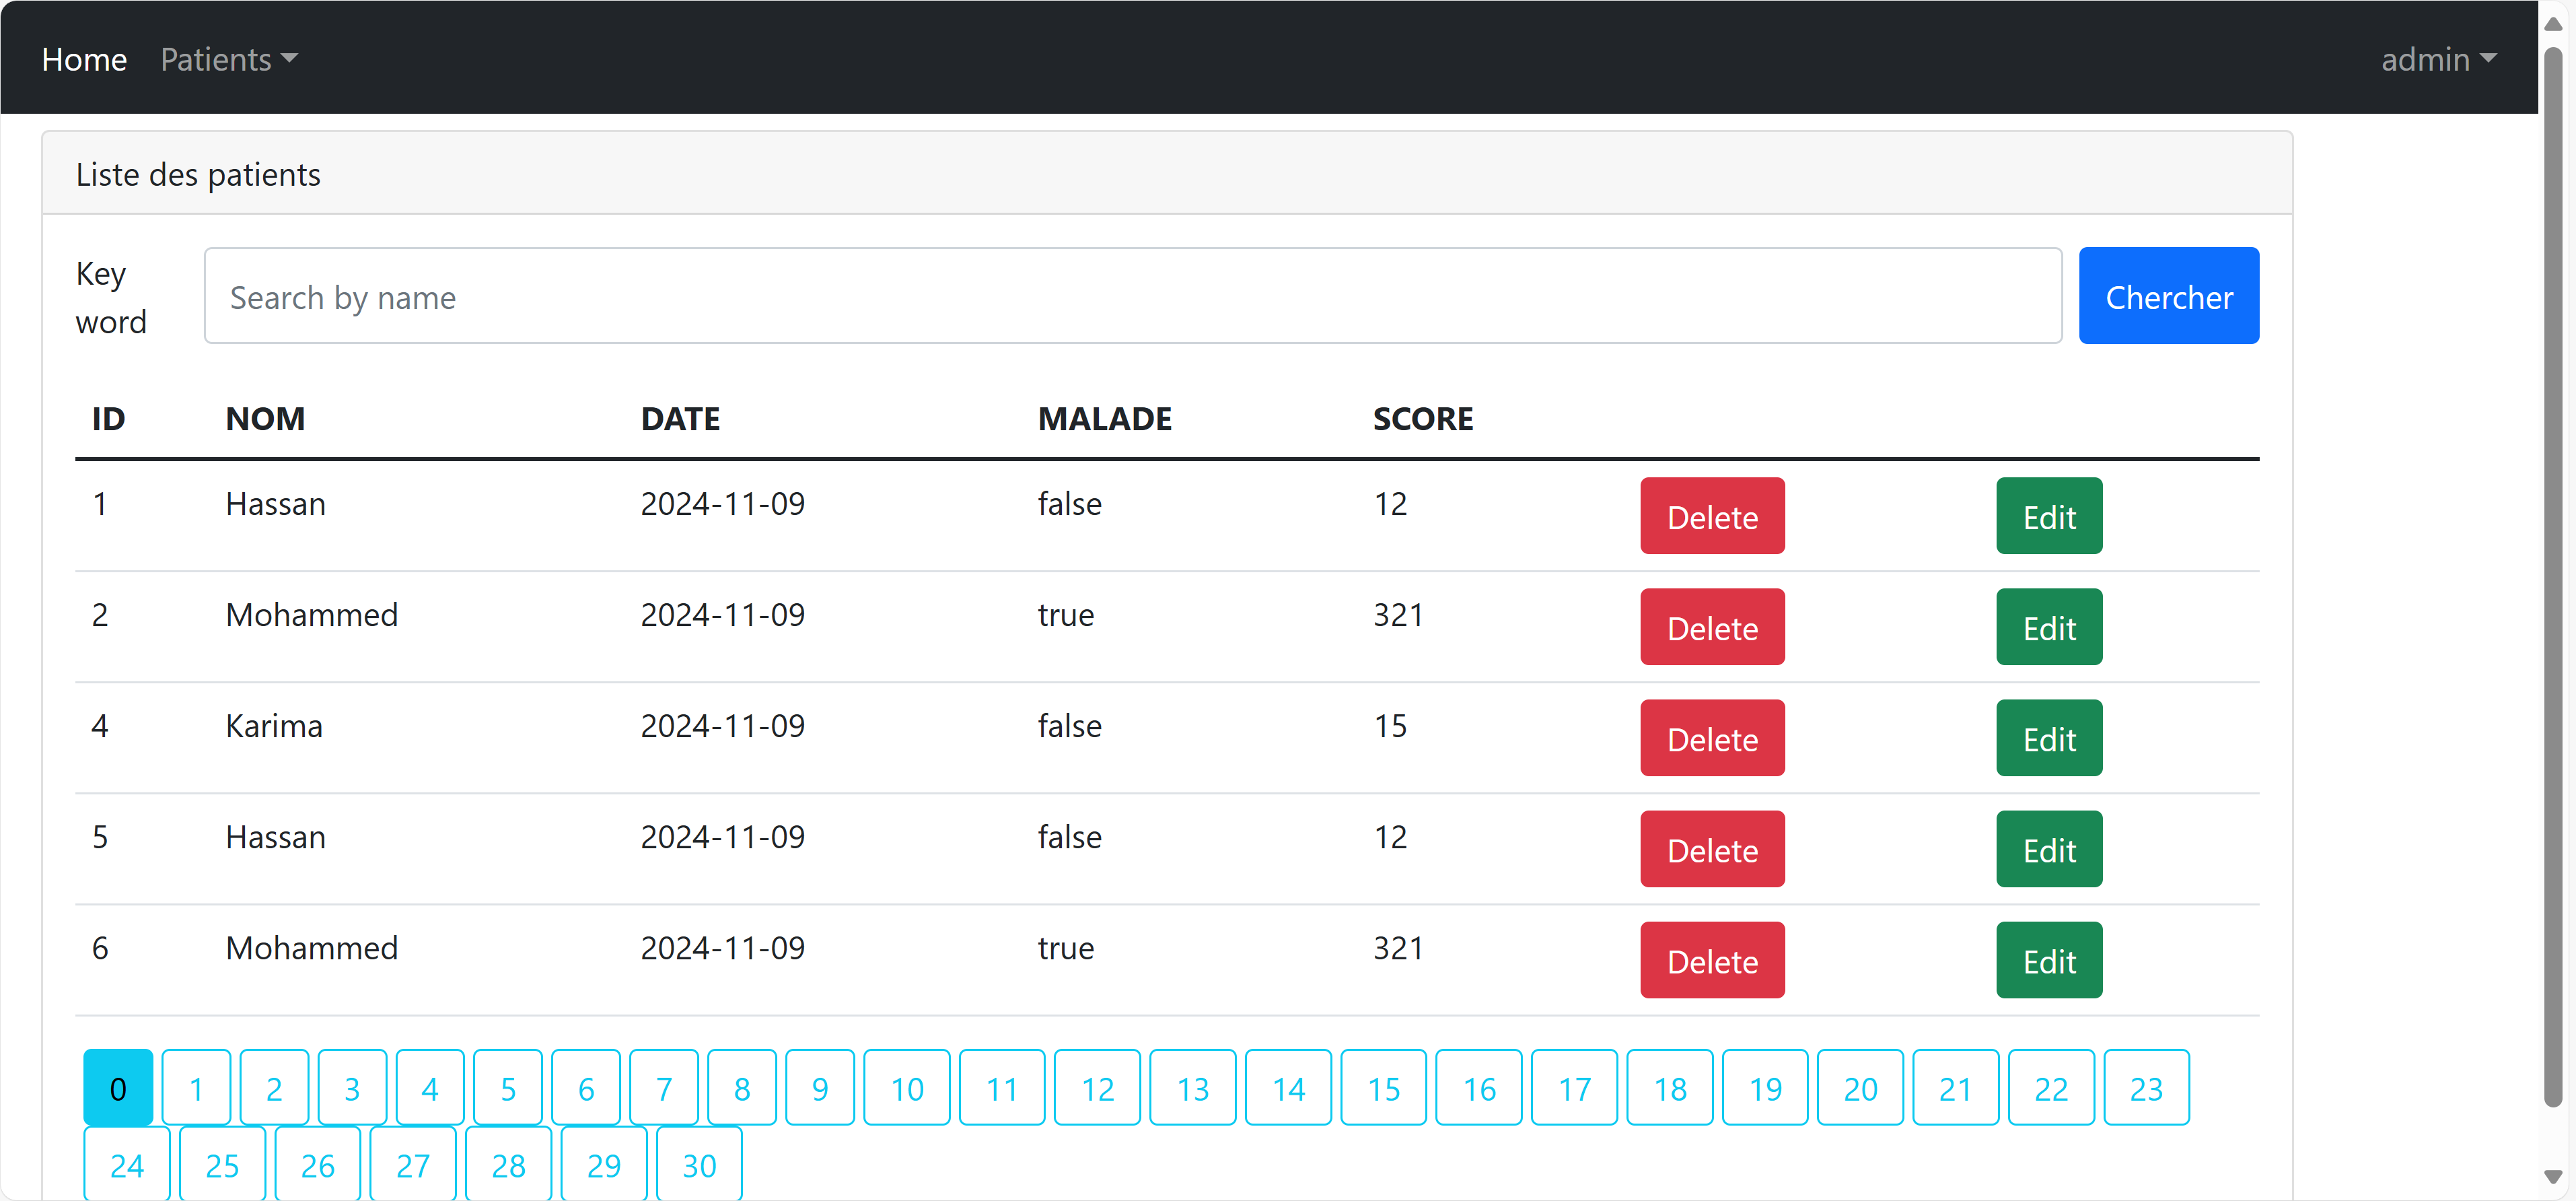 Home Patients admin
Liste des patients
Key
word
Search by name
Chercher
ID NOM DATE MALADE SCORE
1 Hassan 2024-11-09 false 12 Delete Edit
2 Mohammed 2024-11-09 true 321 Delete Edit
4 Karima 2024-11-09 false 15 Delete Edit
5 Hassan 2024-11-09 false 12 Delete Edit
6 Mohammed 2024-11-09 true 321 Delete Edit
0 1 2 3 4 5 6 7 8 9 10 11 12 13 14 15 16 17 18 19 20 21 22 23
24 25 26 27 28 29 30